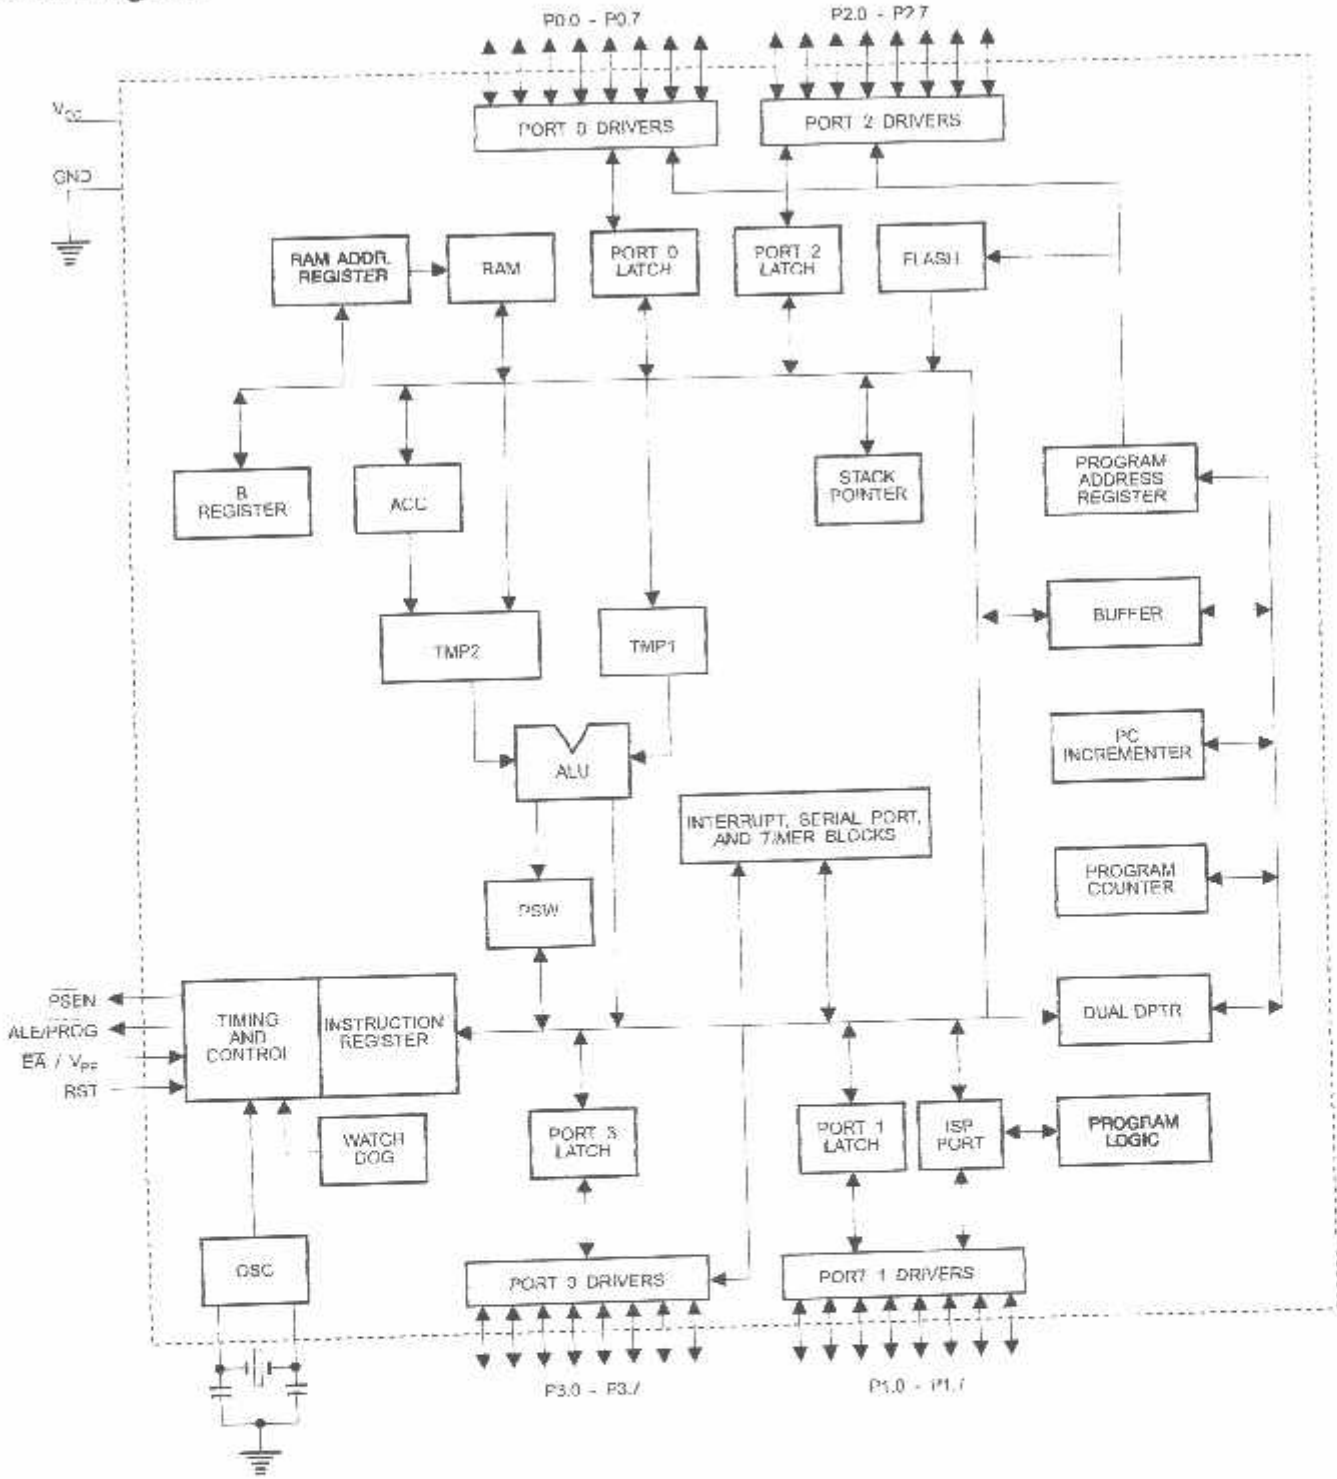 P0.0 - P0.7
P2.0 - P2.7
VCC
PORT 0 DRIVERS
PORT 2 DRIVERS
GND
RAM ADDR.
REGISTER
RAM
PORT 0
LATCH
PORT 2
LATCH
FLASH
B
REGISTER
ACC
STACK
POINTER
PROGRAM
ADDRESS
REGISTER
BUFFER
TMP2
TMP1
PC
INCREMENTER
ALU
INTERRUPT, SERIAL PORT,
AND TIMER BLOCKS
PROGRAM
COUNTER
PSW
PSEN
ALE/PROG
EA / VPP
RST
TIMING
AND
CONTROL
INSTRUCTION
REGISTER
DUAL DPTR
WATCH
DOG
PORT 3
LATCH
PORT 1
LATCH
ISP
PORT
PROGRAM
LOGIC
OSC
PORT 3 DRIVERS
PORT 1 DRIVERS
P3.0 - P3.7
P1.0 - P1.7